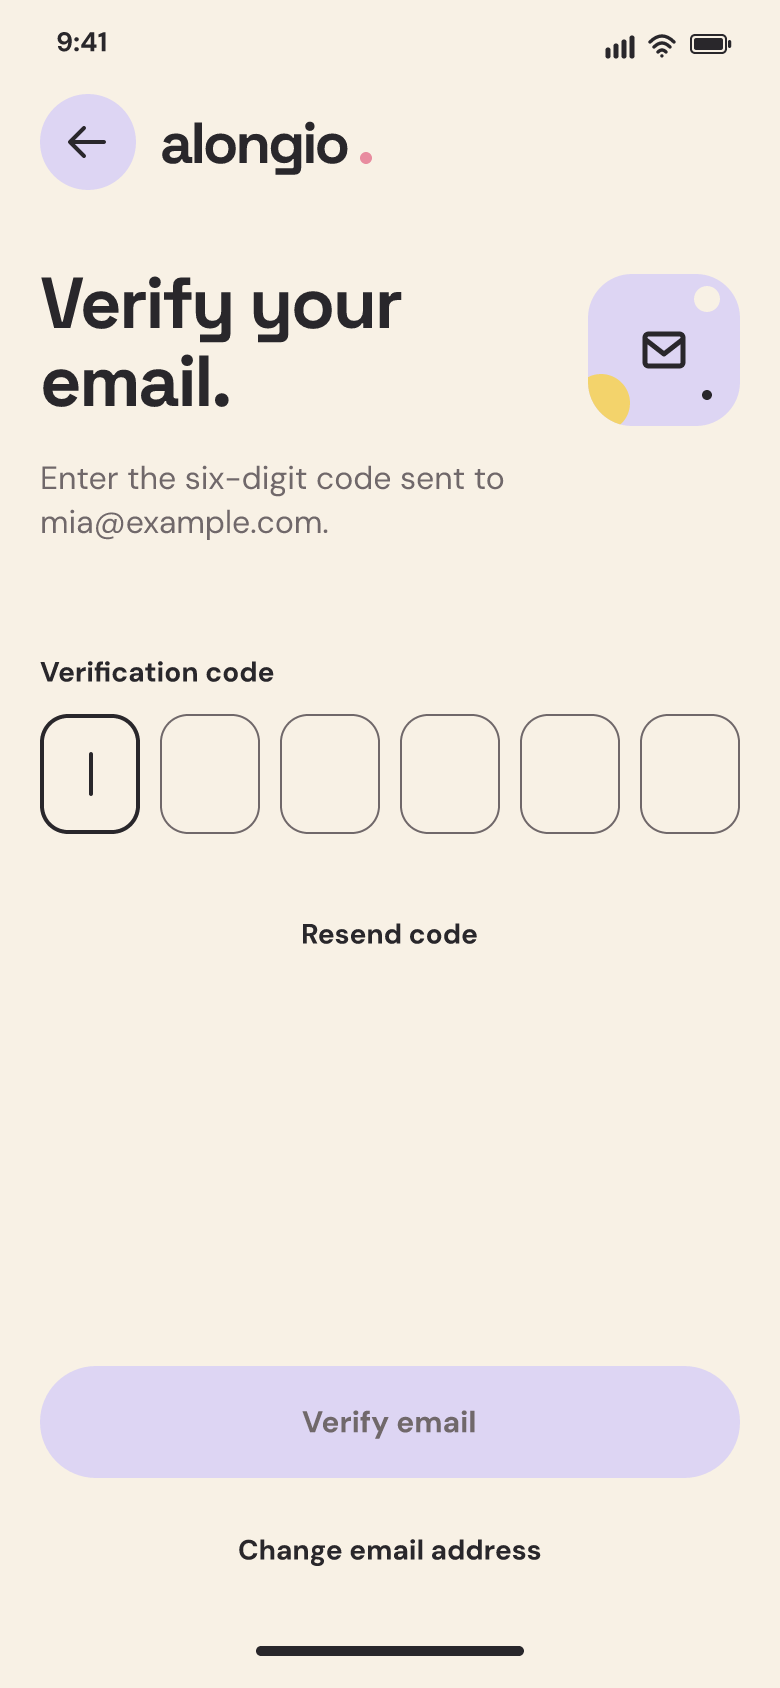 9:41
alongio.
Verify your
email.
Enter the six-digit code sent to
mia@example.com.
Verification code
Resend code
Verify email
Change email address